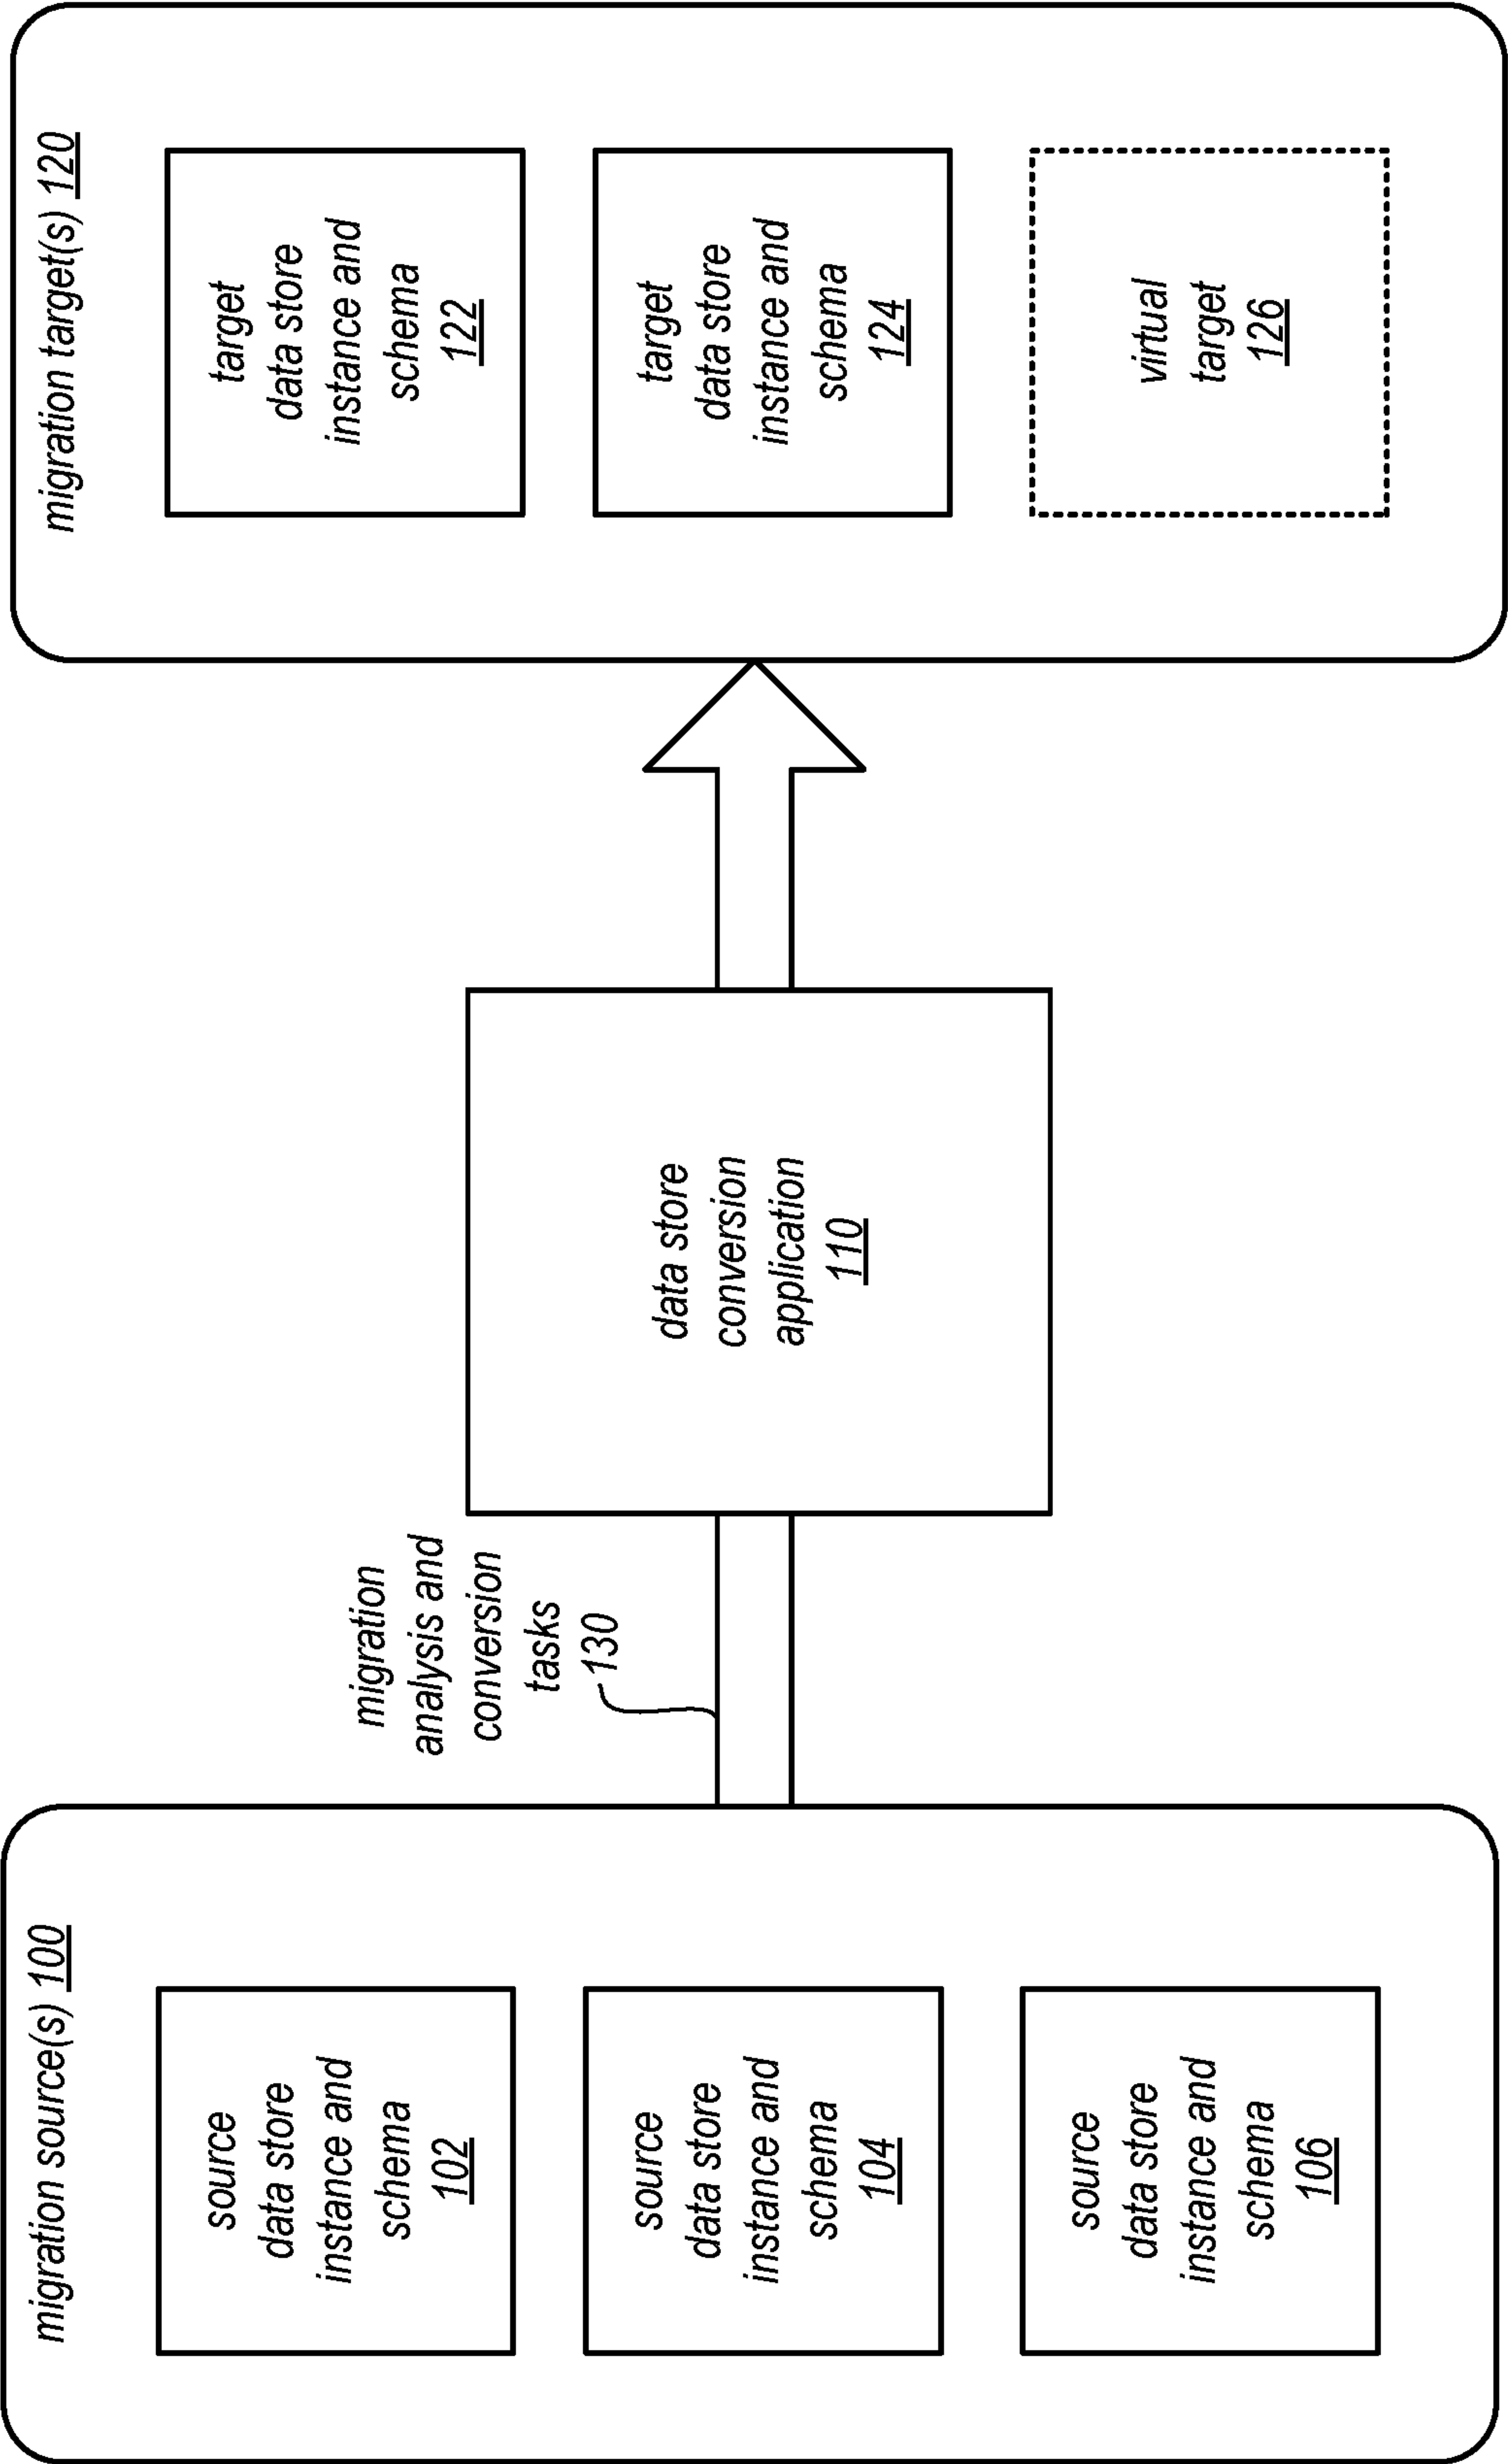 migration source(s) 100
source
data store
instance and
schema
102
source
data store
instance and
schema
104
source
data store
instance and
schema
106
migration
analysis and
conversion
tasks
130
data store
conversion
application
110
migration target(s) 120
target
data store
instance and
schema
122
target
data store
instance and
schema
124
virtual
target
126